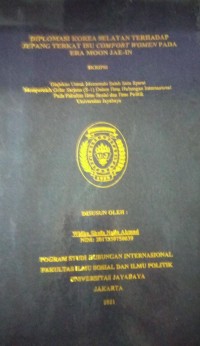 DIPLOMASI KOREA SELATAN TERHADAP
JEPANG TERKAIT ISU COMFORT WOMEN PADA
ERA MOON JAE-IN
SKRIPSI
Diajukan Untuk Memenuhi Salah Satu Syarat
Memperoleh Gelar Sarjana (S-1) Dalam Ilmu Hubungan Internasional
Pada Fakultas Ilmu Sosial dan Ilmu Politik
Universitas Jayabaya
DISUSUN OLEH :
PROGRAM STUDI HUBUNGAN INTERNASIONAL
FAKULTAS ILMU SOSIAL DAN ILMU POLITIK
UNIVERSITAS JAYABAYA
JAKARTA
2021